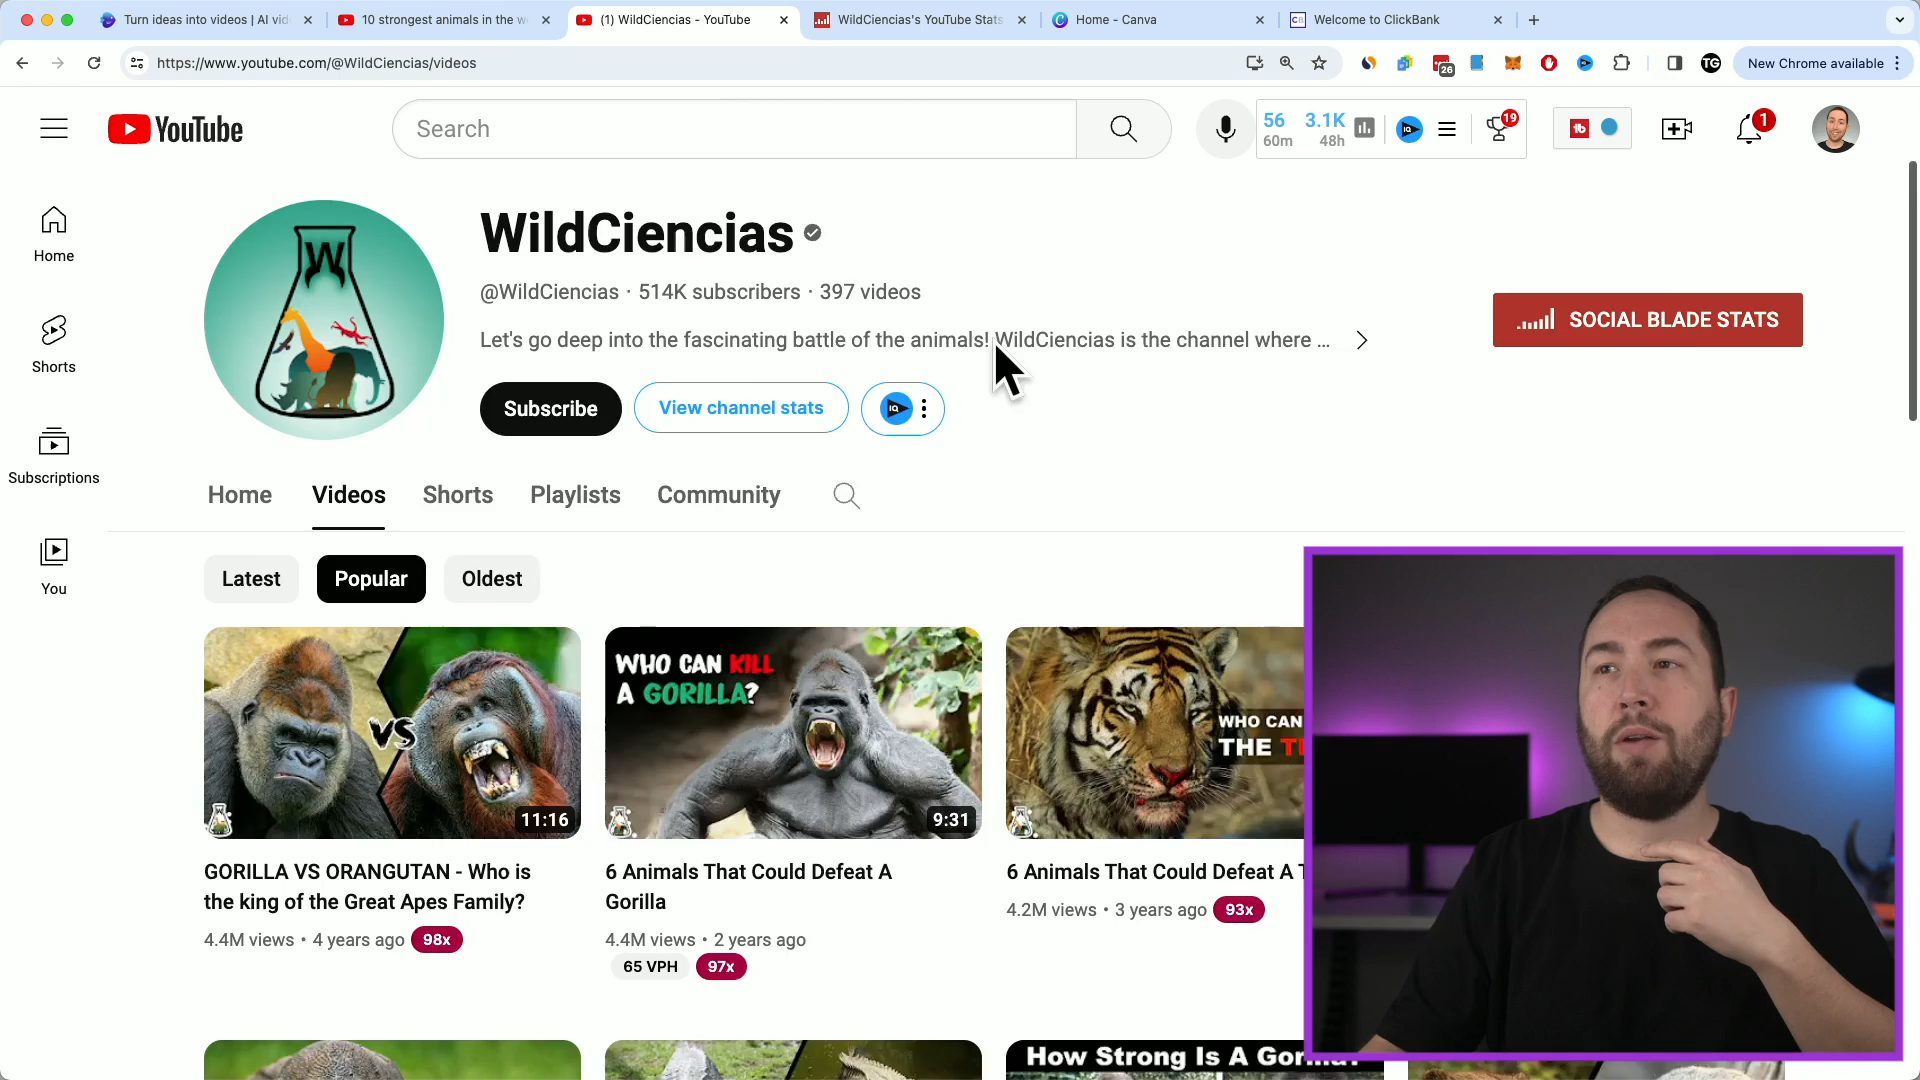 Turn ideas into videos | AI vid
10 strongest animals in the w
(1) WildCiencias - YouTube
WildCiencias's YouTube Stats
Home - Canva
Welcome to ClickBank
https://www.youtube.com/@WildCiencias/videos
26
TG
New Chrome available
YouTube
Search
56
60m
3.1K
48h
IQ
19
1
Home
Shorts
Subscriptions
You
W
WildCiencias
@WildCiencias · 514K subscribers · 397 videos
Let's go deep into the fascinating battle of the animals! WildCiencias is the channel where ...
SOCIAL BLADE STATS
Subscribe
View channel stats
IQ
Home
Videos
Shorts
Playlists
Community
Latest
Popular
Oldest
VS
11:16
WHO CAN KILL
A GORILLA?
9:31
WHO CAN
THE
GORILLA VS ORANGUTAN - Who is
the king of the Great Apes Family?
4.4M views • 4 years ago 98x
6 Animals That Could Defeat A
Gorilla
4.4M views • 2 years ago
65 VPH 97x
6 Animals That Could Defeat A T
4.2M views • 3 years ago 93x
How Strong Is A